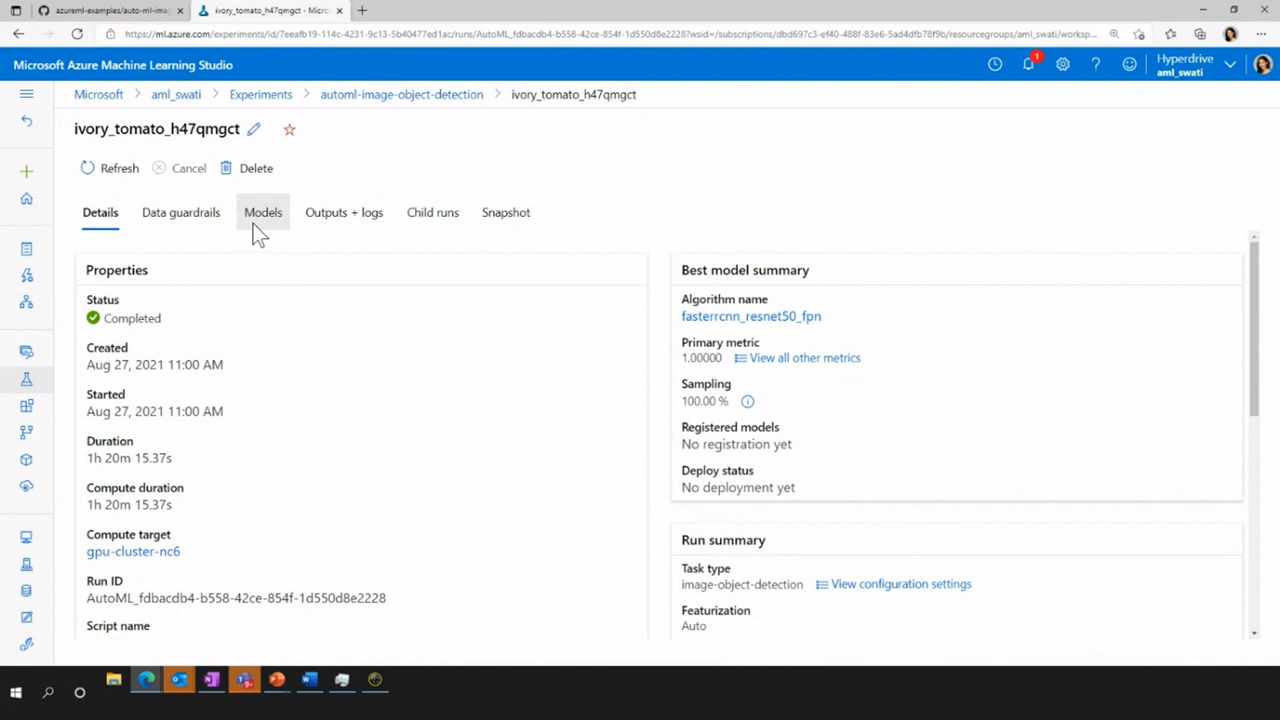 azureml-examples/auto-ml-imag
ivory_tomato_h47qmgct - Micros
https://ml.azure.com/experiments/id/7eeafb19-114c-4231-9c13-5b40477ed1ac/runs/AutoML_fdbacdb4-b558-42ce-854f-1d550d8e2228?wsid=/subscriptions/dbd697c3-ef40-488f-83e6-5ad4dfb78f9b/resourcegroups/aml_swati/worksp...
Microsoft Azure Machine Learning Studio
1
Hyperdrive
aml_swati
Microsoft > aml_swati > Experiments > automl-image-object-detection > ivory_tomato_h47qmgct
ivory_tomato_h47qmgct
Refresh Cancel Delete
Details Data guardrails Models Outputs + logs Child runs Snapshot
Properties
Status
Completed
Created
Aug 27, 2021 11:00 AM
Started
Aug 27, 2021 11:00 AM
Duration
1h 20m 15.37s
Compute duration
1h 20m 15.37s
Compute target
gpu-cluster-nc6
Run ID
AutoML_fdbacdb4-b558-42ce-854f-1d550d8e2228
Script name
Best model summary
Algorithm name
fasterrcnn_resnet50_fpn
Primary metric
1.00000 View all other metrics
Sampling
100.00 %
Registered models
No registration yet
Deploy status
No deployment yet
Run summary
Task type
image-object-detection View configuration settings
Featurization
Auto